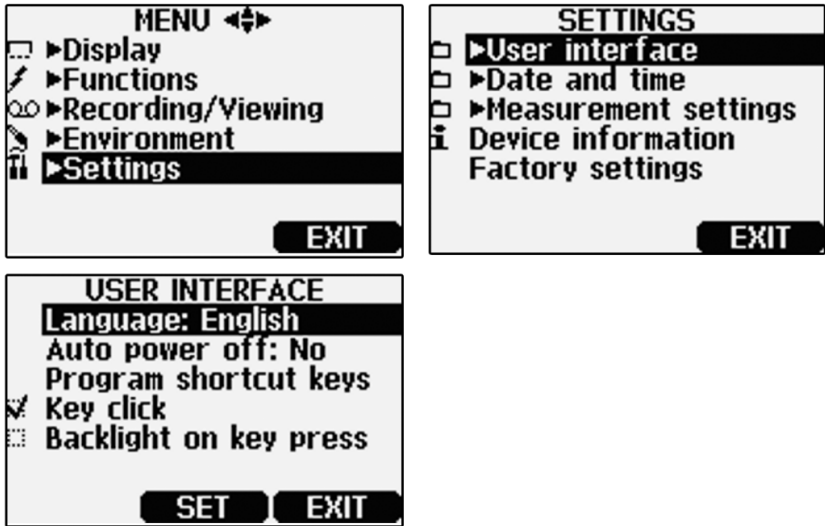 MENU
►Display
►Functions
►Recording/Viewing
►Environment
►Settings
EXIT
SETTINGS
►User interface
►Date and time
►Measurement settings
Device information
Factory settings
EXIT
USER INTERFACE
Language: English
Auto power off: No
Program shortcut keys
Key click
Backlight on key press
SET EXIT